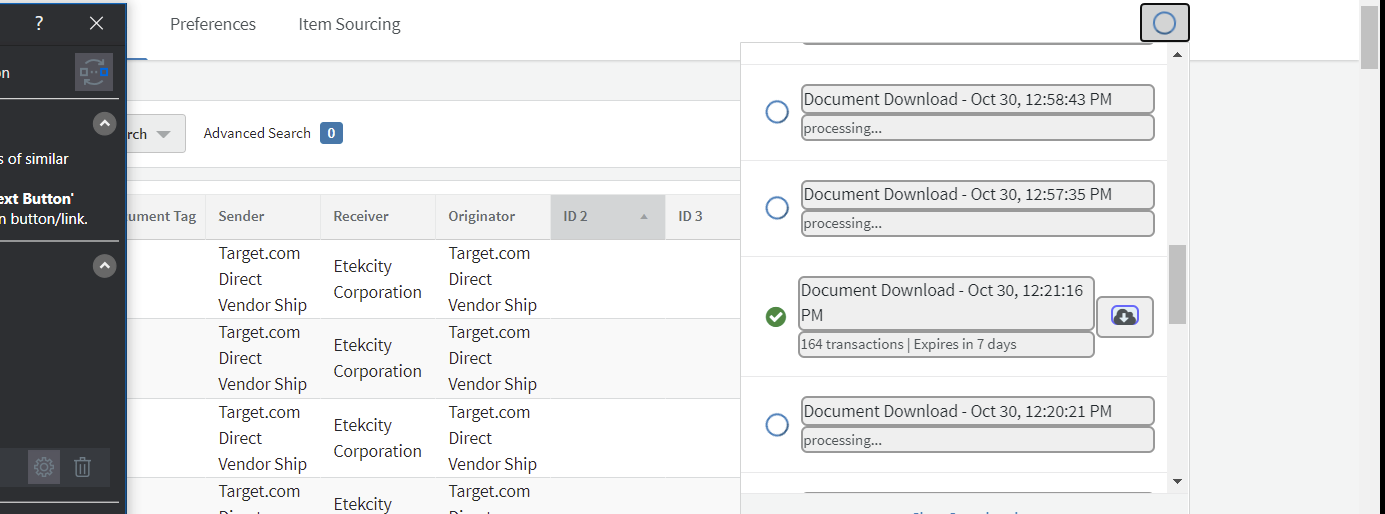 ?
Preferences
Item Sourcing
on
rch
Advanced Search
0
s of similar
ext Button'
n button/link.
ument Tag
Sender
Receiver
Originator
ID 2
ID 3
Target.com
Direct
Vendor Ship
Etekcity
Corporation
Target.com
Direct
Vendor Ship
Target.com
Direct
Vendor Ship
Etekcity
Corporation
Target.com
Direct
Vendor Ship
Target.com
Direct
Vendor Ship
Etekcity
Corporation
Target.com
Direct
Vendor Ship
Target.com
Etekcity
Target.com
Document Download - Oct 30, 12:58:43 PM
processing...
Document Download - Oct 30, 12:57:35 PM
processing...
Document Download - Oct 30, 12:21:16
PM
164 transactions | Expires in 7 days
Document Download - Oct 30, 12:20:21 PM
processing...